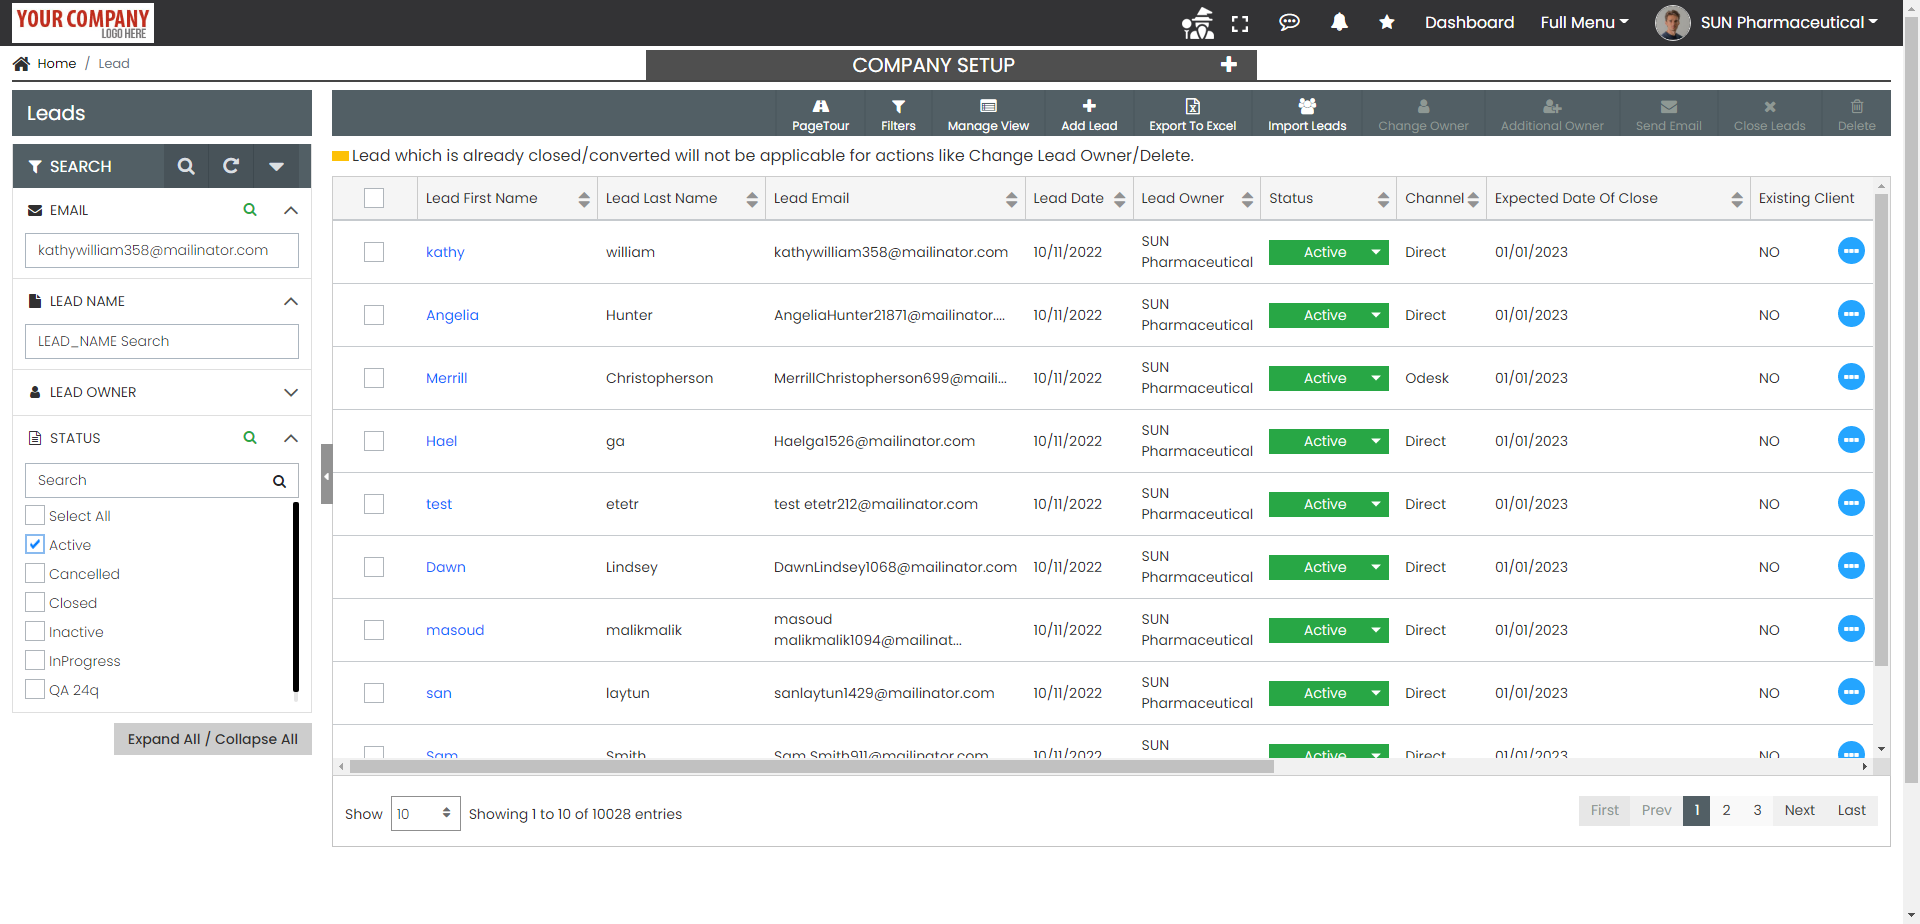 YOUR COMPANY
LOGO HERE
Dashboard
Full Menu
SUN Pharmaceutical
Home / Lead
COMPANY SETUP
Leads
PageTour
Filters
Manage View
Add Lead
Export To Excel
Import Leads
Change Owner
Additional Owner
Send Email
Close Leads
Delete
SEARCH
EMAIL
kathywilliam358@mailinator.com
LEAD NAME
LEAD_NAME Search
LEAD OWNER
STATUS
Search
Select All
Active
Cancelled
Closed
Inactive
InProgress
QA 24q
Expand All / Collapse All
Lead which is already closed/converted will not be applicable for actions like Change Lead Owner/Delete.
Lead First Name Lead Last Name Lead Email Lead Date Lead Owner Status Channel Expected Date Of Close Existing Client
kathy william kathywilliam358@mailinator.com 10/11/2022 SUN Pharmaceutical Active Direct 01/01/2023 NO
Angelia Hunter AngeliaHunter21871@mailinator.... 10/11/2022 SUN Pharmaceutical Active Direct 01/01/2023 NO
Merrill Christopherson MerrillChristopherson699@maili... 10/11/2022 SUN Pharmaceutical Active Odesk 01/01/2023 NO
Hael ga Haelga1526@mailinator.com 10/11/2022 SUN Pharmaceutical Active Direct 01/01/2023 NO
test etetr test etetr212@mailinator.com 10/11/2022 SUN Pharmaceutical Active Direct 01/01/2023 NO
Dawn Lindsey DawnLindsey1068@mailinator.com 10/11/2022 SUN Pharmaceutical Active Direct 01/01/2023 NO
masoud malikmalik masoud malikmalik1094@mailinat... 10/11/2022 SUN Pharmaceutical Active Direct 01/01/2023 NO
san laytun sanlaytun1429@mailinator.com 10/11/2022 SUN Pharmaceutical Active Direct 01/01/2023 NO
Sam Smith Sam Smith911@mailinator.com 10/11/2022 SUN Active Direct 01/01/2023 NO
Show 10 Showing 1 to 10 of 10028 entries
First Prev 1 2 3 Next Last